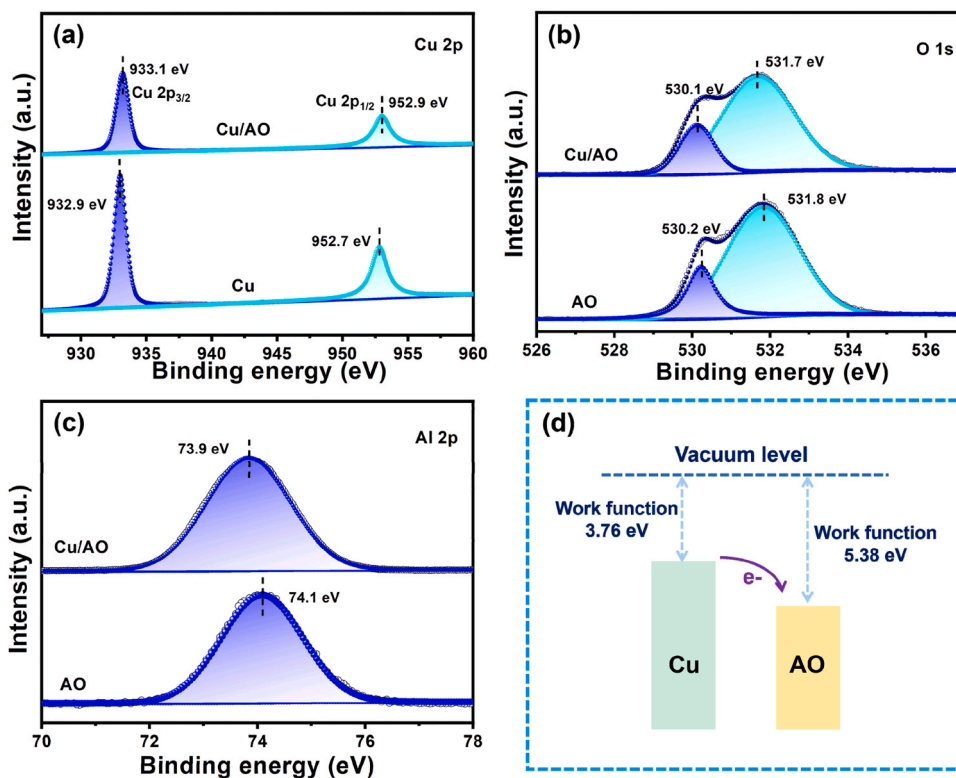 (a)
Cu 2p
933.1 eV
Cu 2p3/2
Cu 2p1/2
952.9 eV
Cu/AO
932.9 eV
952.7 eV
Cu
Intensity (a.u.)
930 935 940 945 950 955 960
Binding energy (eV)
(b)
O 1s
531.7 eV
530.1 eV
Cu/AO
531.8 eV
530.2 eV
AO
Intensity (a.u.)
526 528 530 532 534 536
Binding energy (eV)
(c)
Al 2p
73.9 eV
Cu/AO
74.1 eV
AO
Intensity (a.u.)
70 72 74 76 78
Binding energy (eV)
(d)
Vacuum level
Work function
3.76 eV
Work function
5.38 eV
e-
Cu
AO